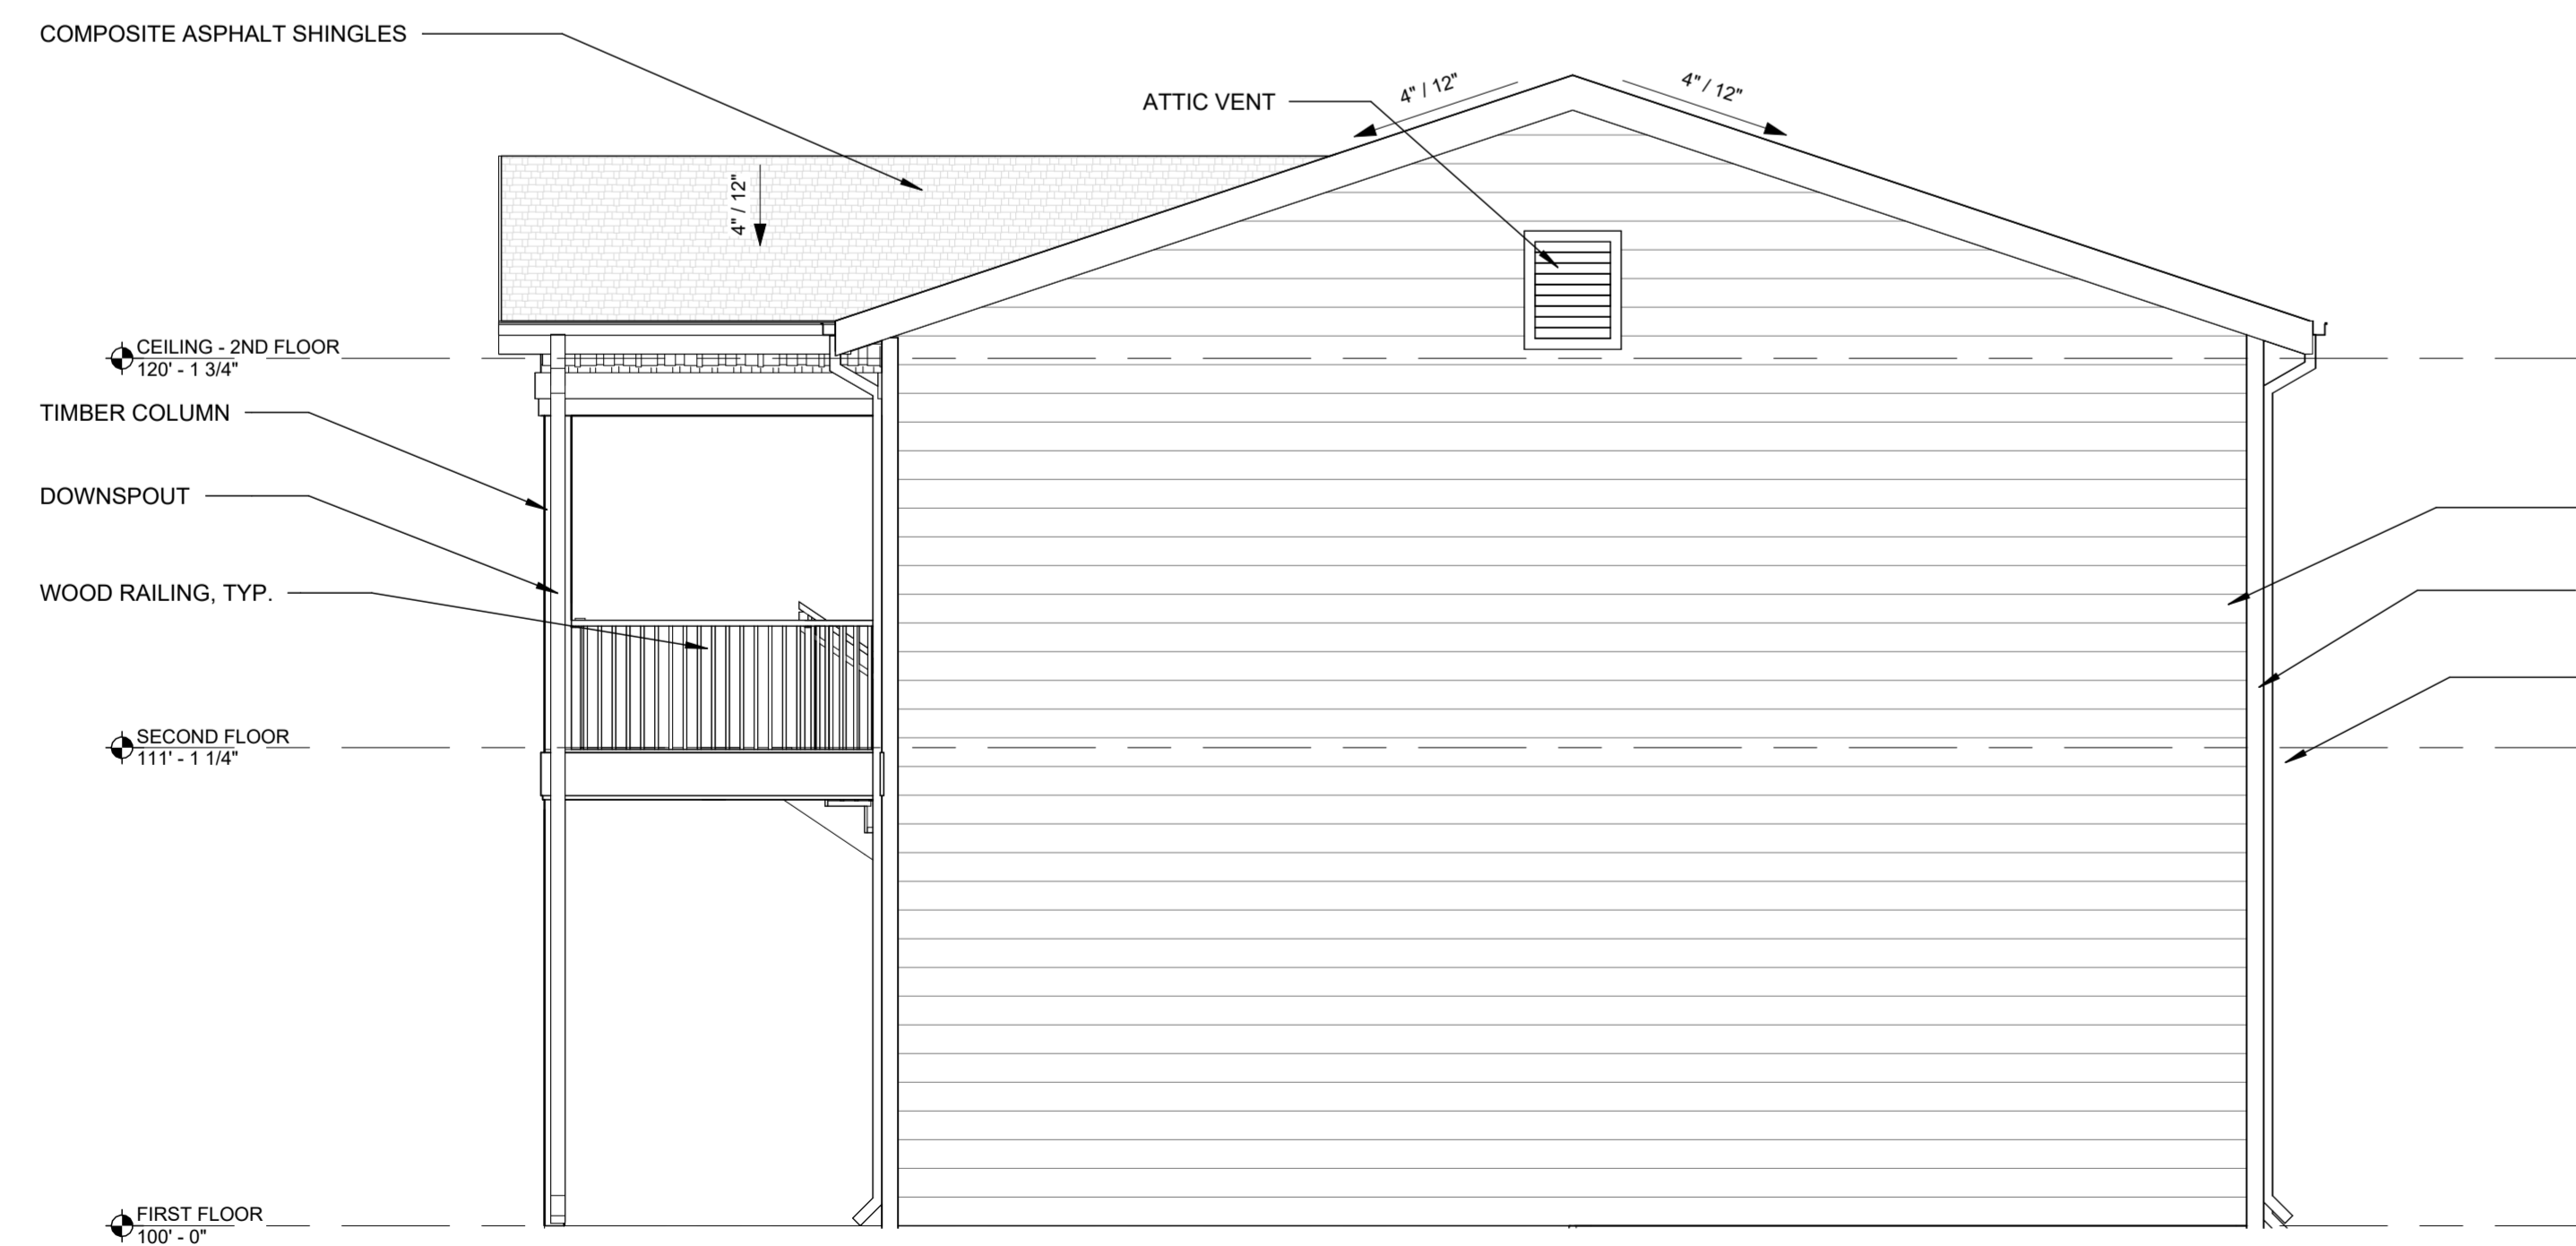 COMPOSITE ASPHALT SHINGLES
4" / 12"
4" / 12"
ATTIC VENT
4" / 12"
CEILING - 2ND FLOOR
120' - 1 3/4"
TIMBER COLUMN
DOWNSPOUT
WOOD RAILING, TYP.
SECOND FLOOR
111' - 1 1/4"
FIRST FLOOR
100' - 0"